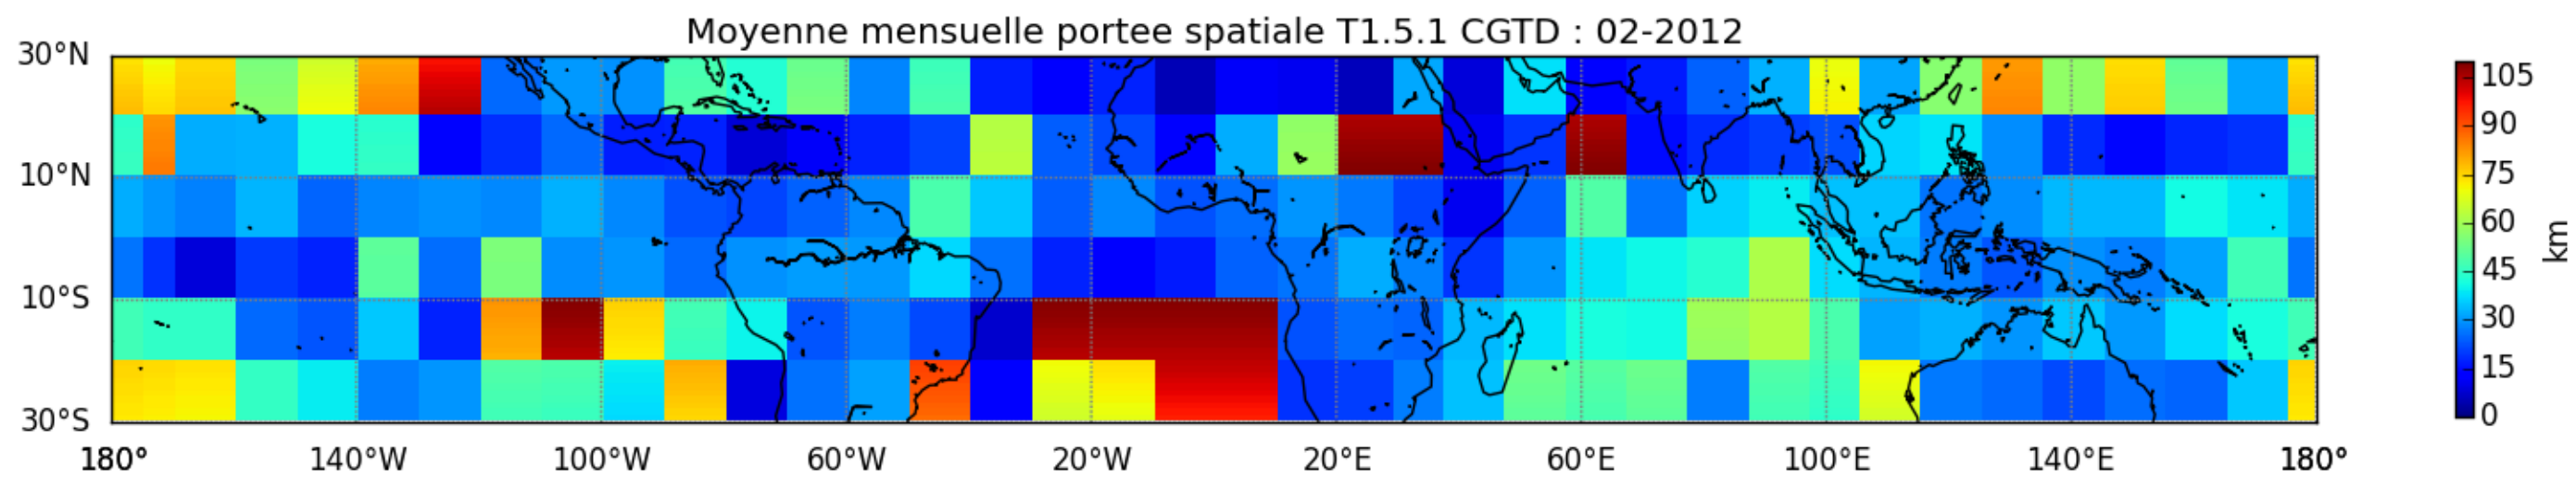 Moyenne mensuelle portee spatiale T1.5.1 CGTD : 02-2012
30°N
10°N
10°S
30°S
180° 140°W 100°W 60°W 20°W 20°E 60°E 100°E 140°E 180°
105
90
75
60
45
30
15
0
km